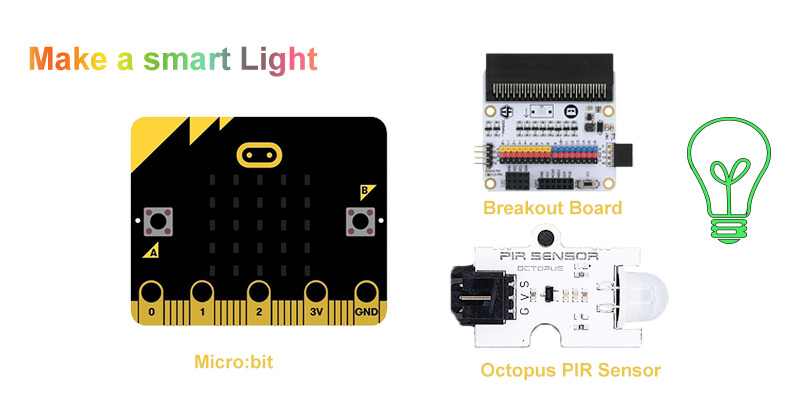 Make a smart Light
B
A
0 1 2 3V GND
Micro:bit
Breakout Board
PIR SENSOR
OCTOPUS
G V S
Octopus PIR Sensor